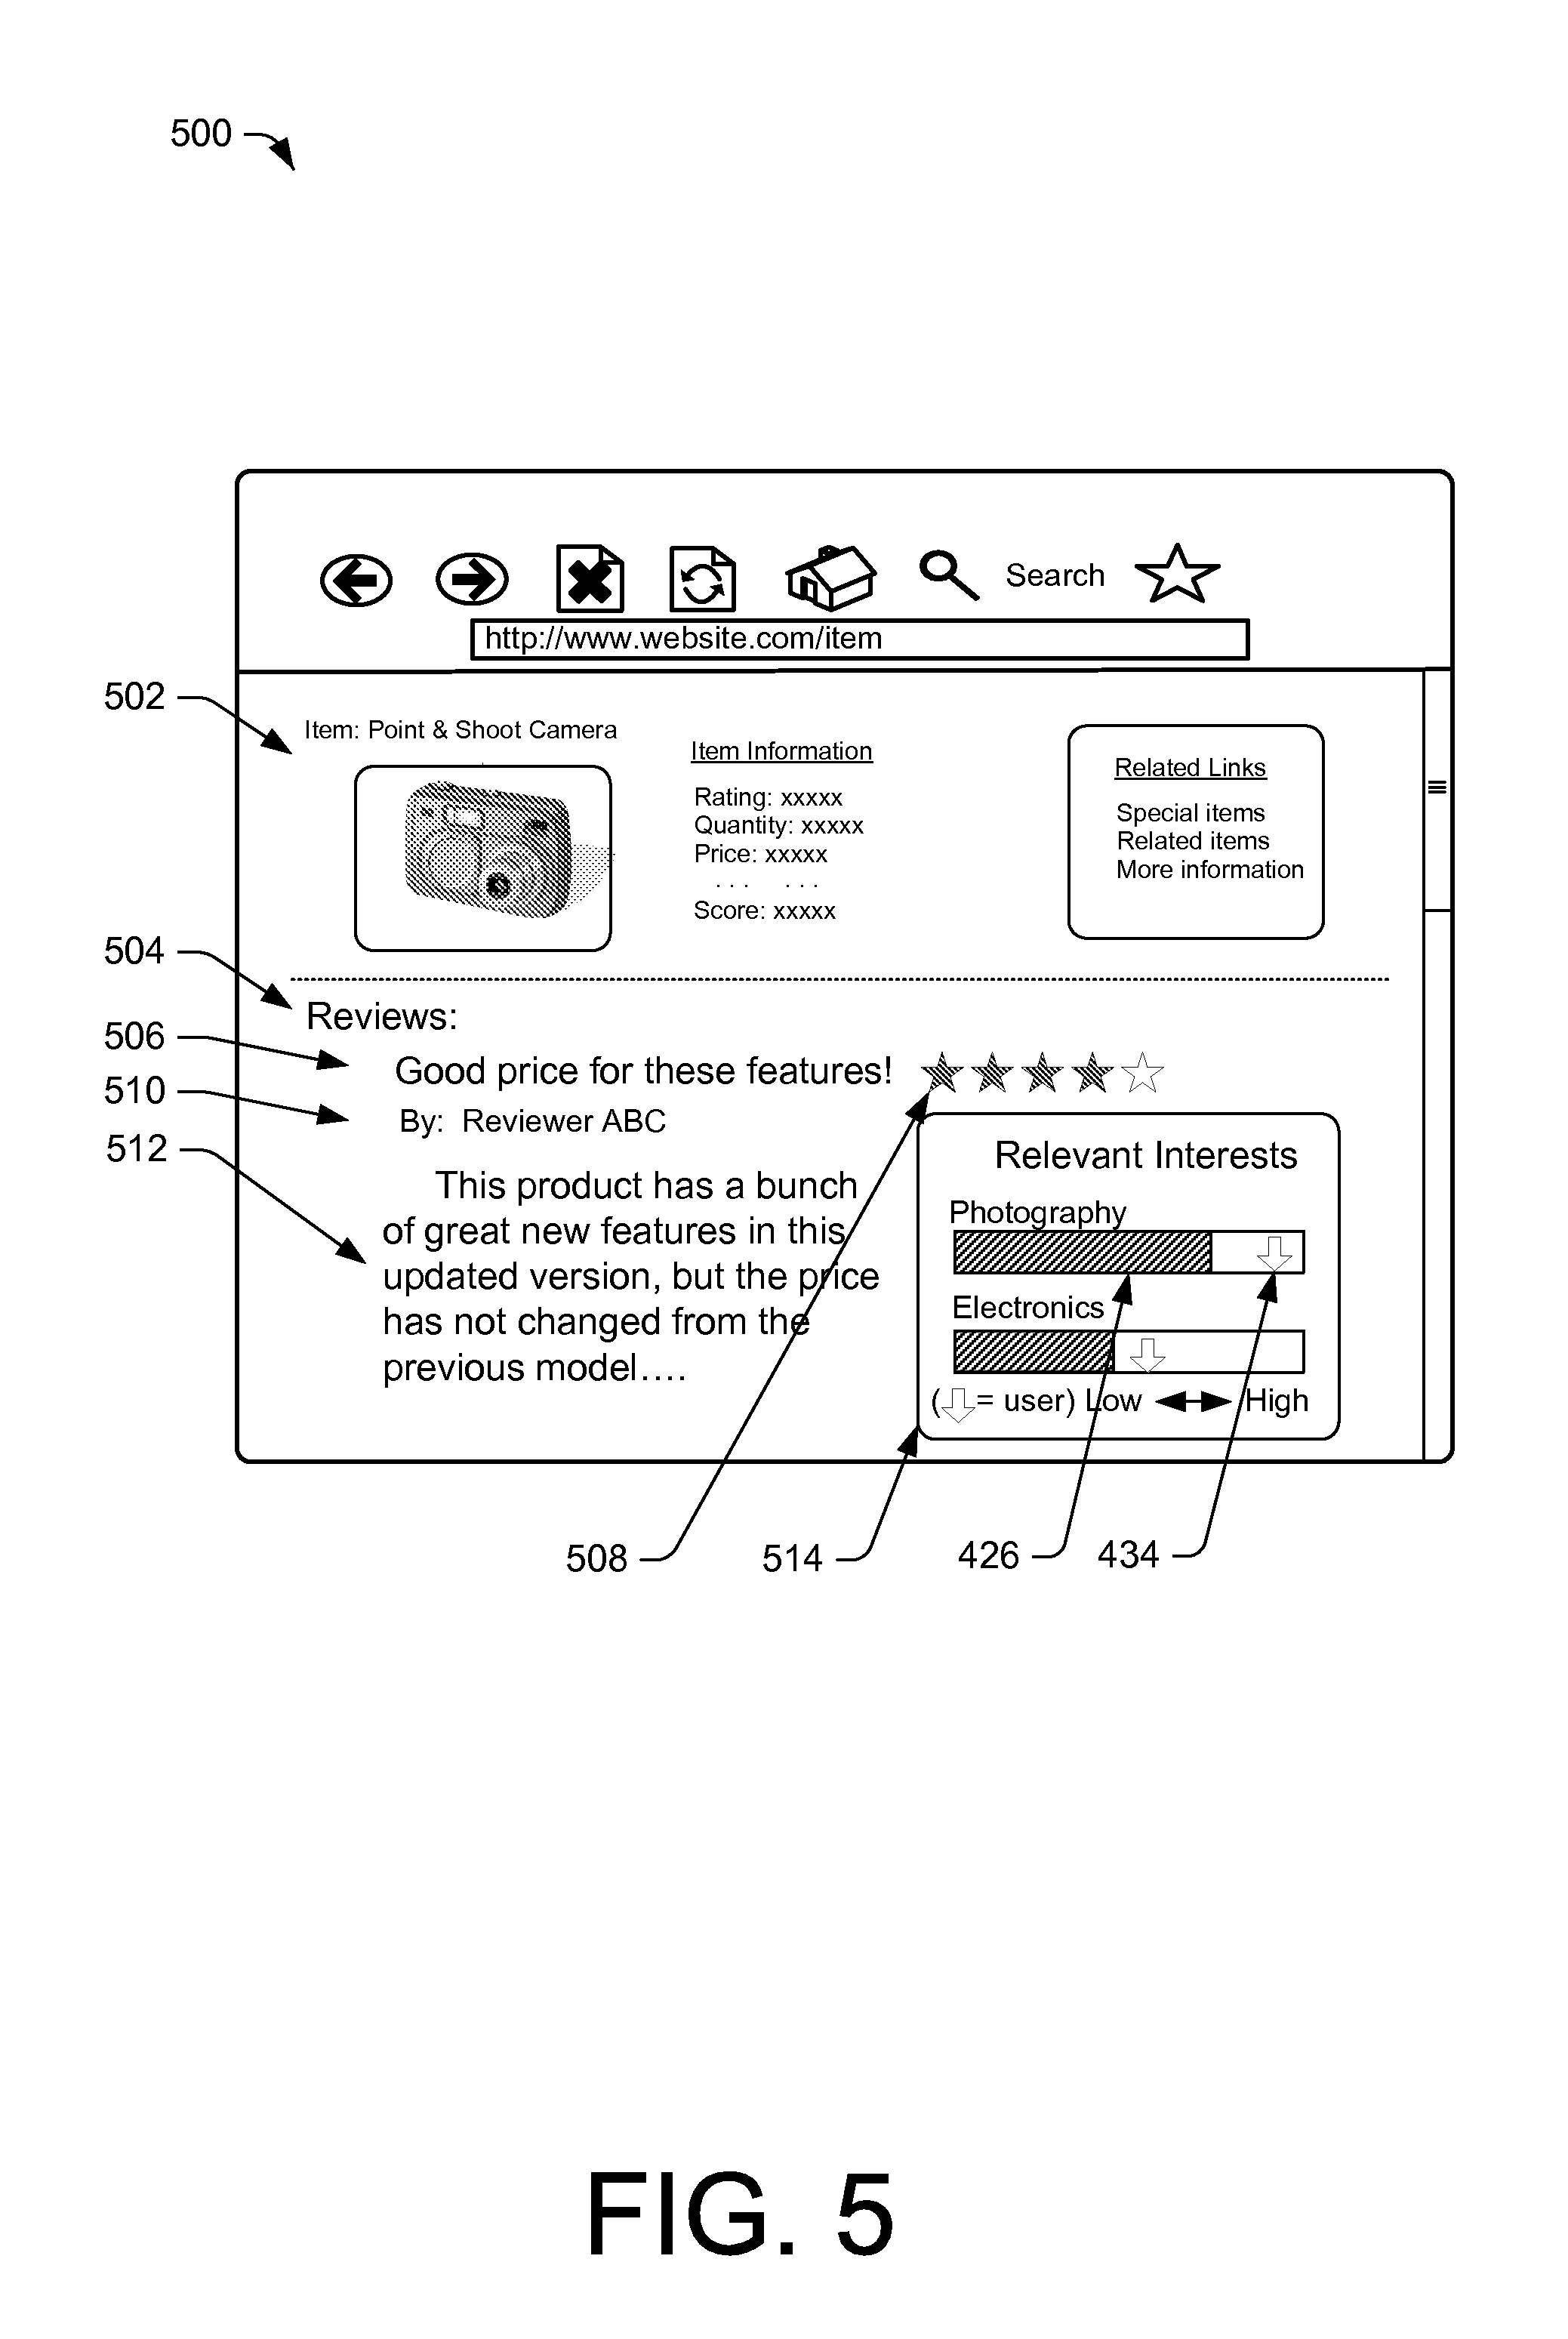 500
Search
http://www.website.com/item
502
Item: Point & Shoot Camera
Item Information
Rating: xxxxx
Quantity: xxxxx
Price: xxxxx
. . . . . .
Score: xxxxx
Related Links
Special items
Related items
More information
504
Reviews:
506
Good price for these features!
510
By: Reviewer ABC
512
This product has a bunch
of great new features in this
updated version, but the price
has not changed from the
previous model....
Relevant Interests
Photography
Electronics
(⇩= user) Low High
508
514
426
434
FIG. 5